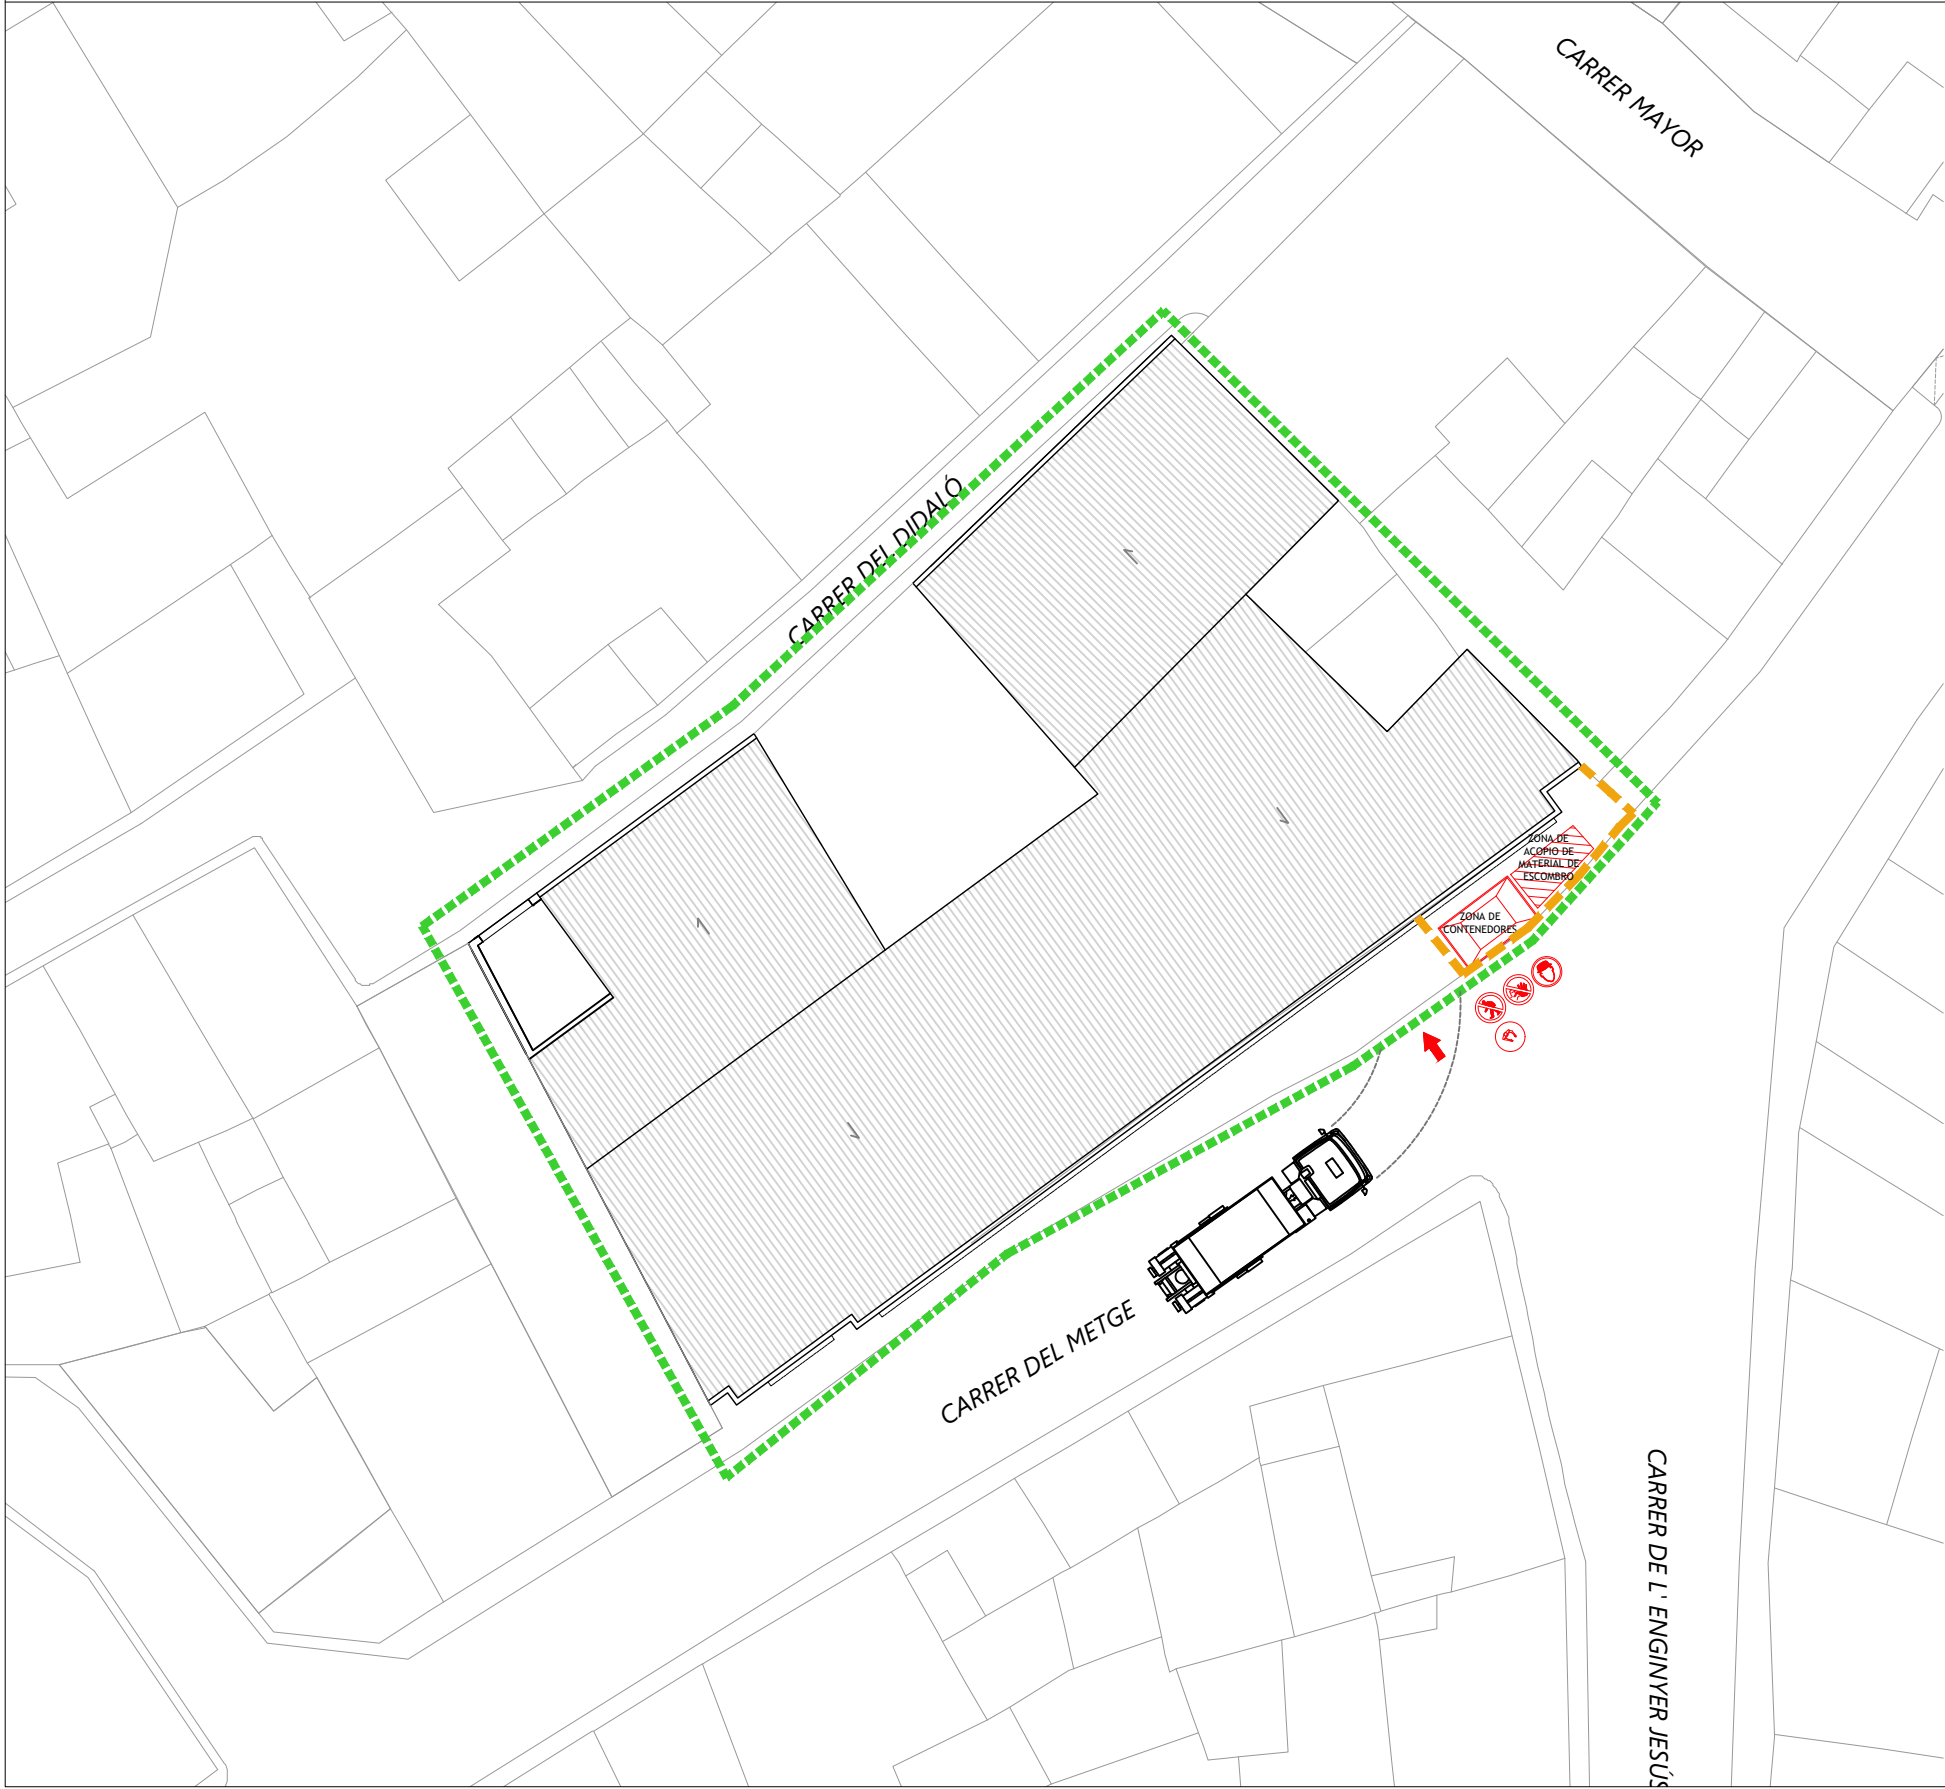 CARRER MAYOR
CARRER DEL DIDALÓ
ZONA DE
ACOPIO DE
MATERIAL DE
ESCOMBRO
ZONA DE
CONTENEDORES
CARRER DEL METGE
CARRER DE L' ENGINYER JESÚS